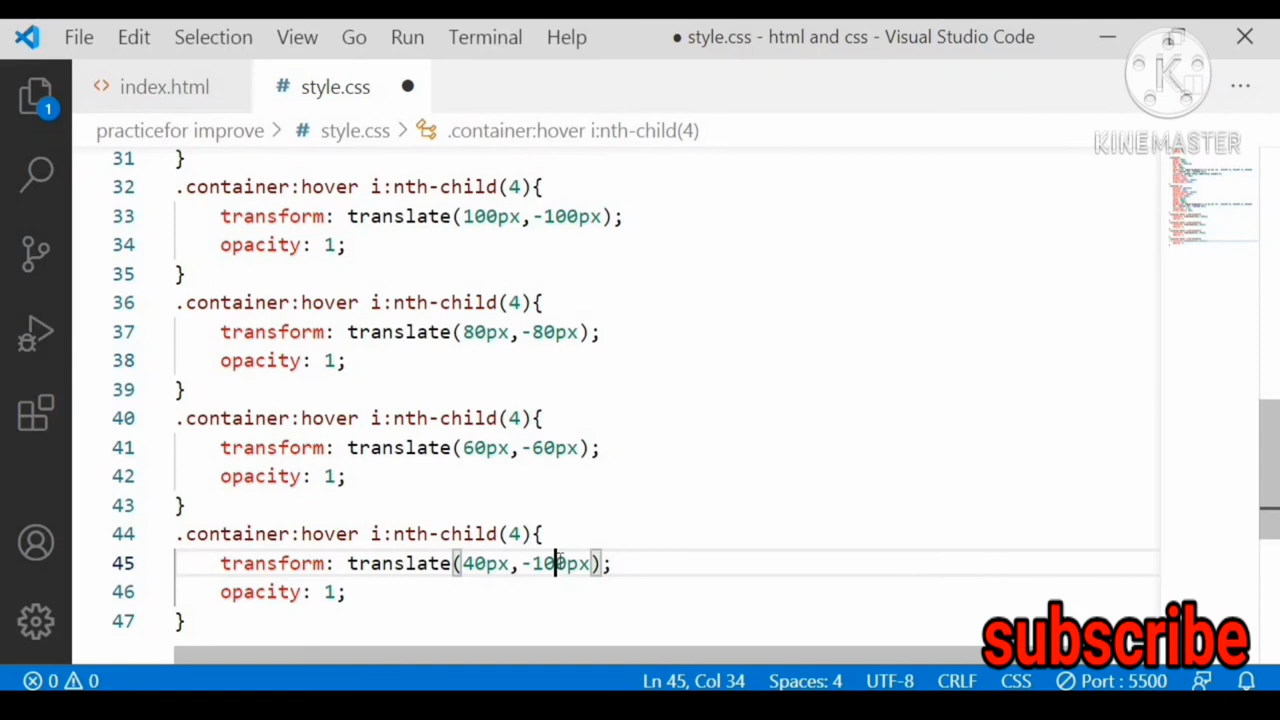 File Edit Selection View Go Run Terminal Help ● style.css - html and css - Visual Studio Code
K
KINEMASTER
1
<> index.html # style.css ● ...
practicefor improve > # style.css > .container:hover i:nth-child(4)
31 }
32 .container:hover i:nth-child(4){
33 transform: translate(100px,-100px);
34 opacity: 1;
35 }
36 .container:hover i:nth-child(4){
37 transform: translate(80px,-80px);
38 opacity: 1;
39 }
40 .container:hover i:nth-child(4){
41 transform: translate(60px,-60px);
42 opacity: 1;
43 }
44 .container:hover i:nth-child(4){
45 transform: translate(40px,-100px);
46 opacity: 1;
47 }
subscribe
0 0 Ln 45, Col 34 Spaces: 4 UTF-8 CRLF CSS Port : 5500